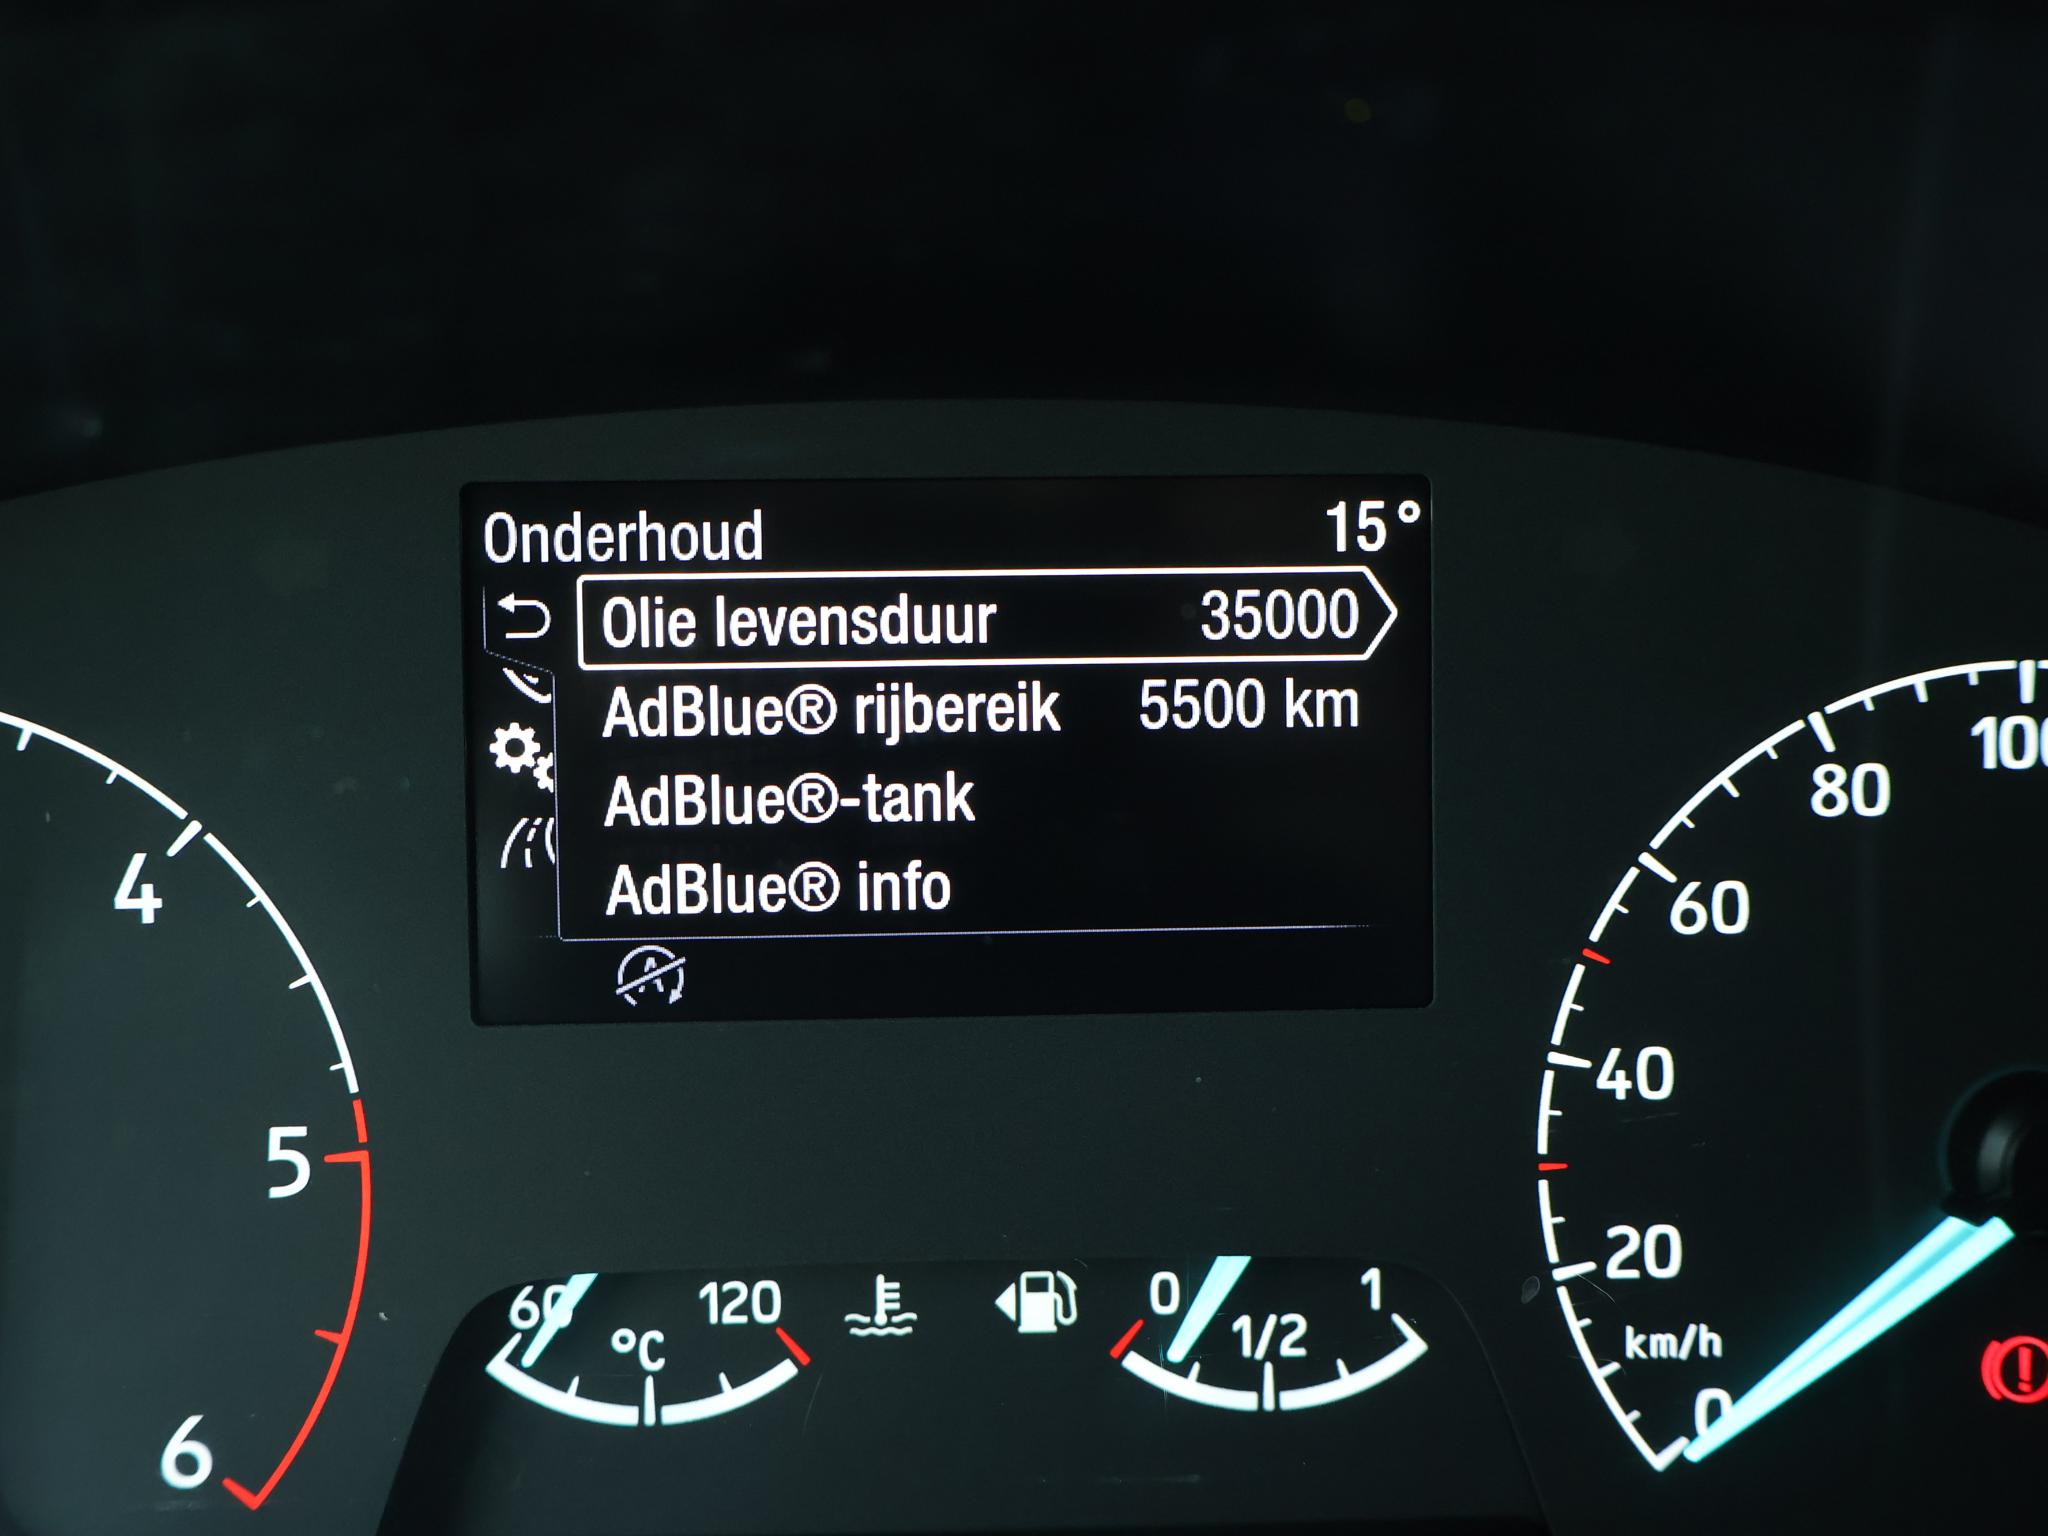 Onderhoud 15°
Olie levensduur 35000
AdBlue® rijbereik 5500 km
AdBlue®-tank
AdBlue® info
A
4
5
6
60 °C 120
0 1/2 1
100
80
60
40
20
km/h
0